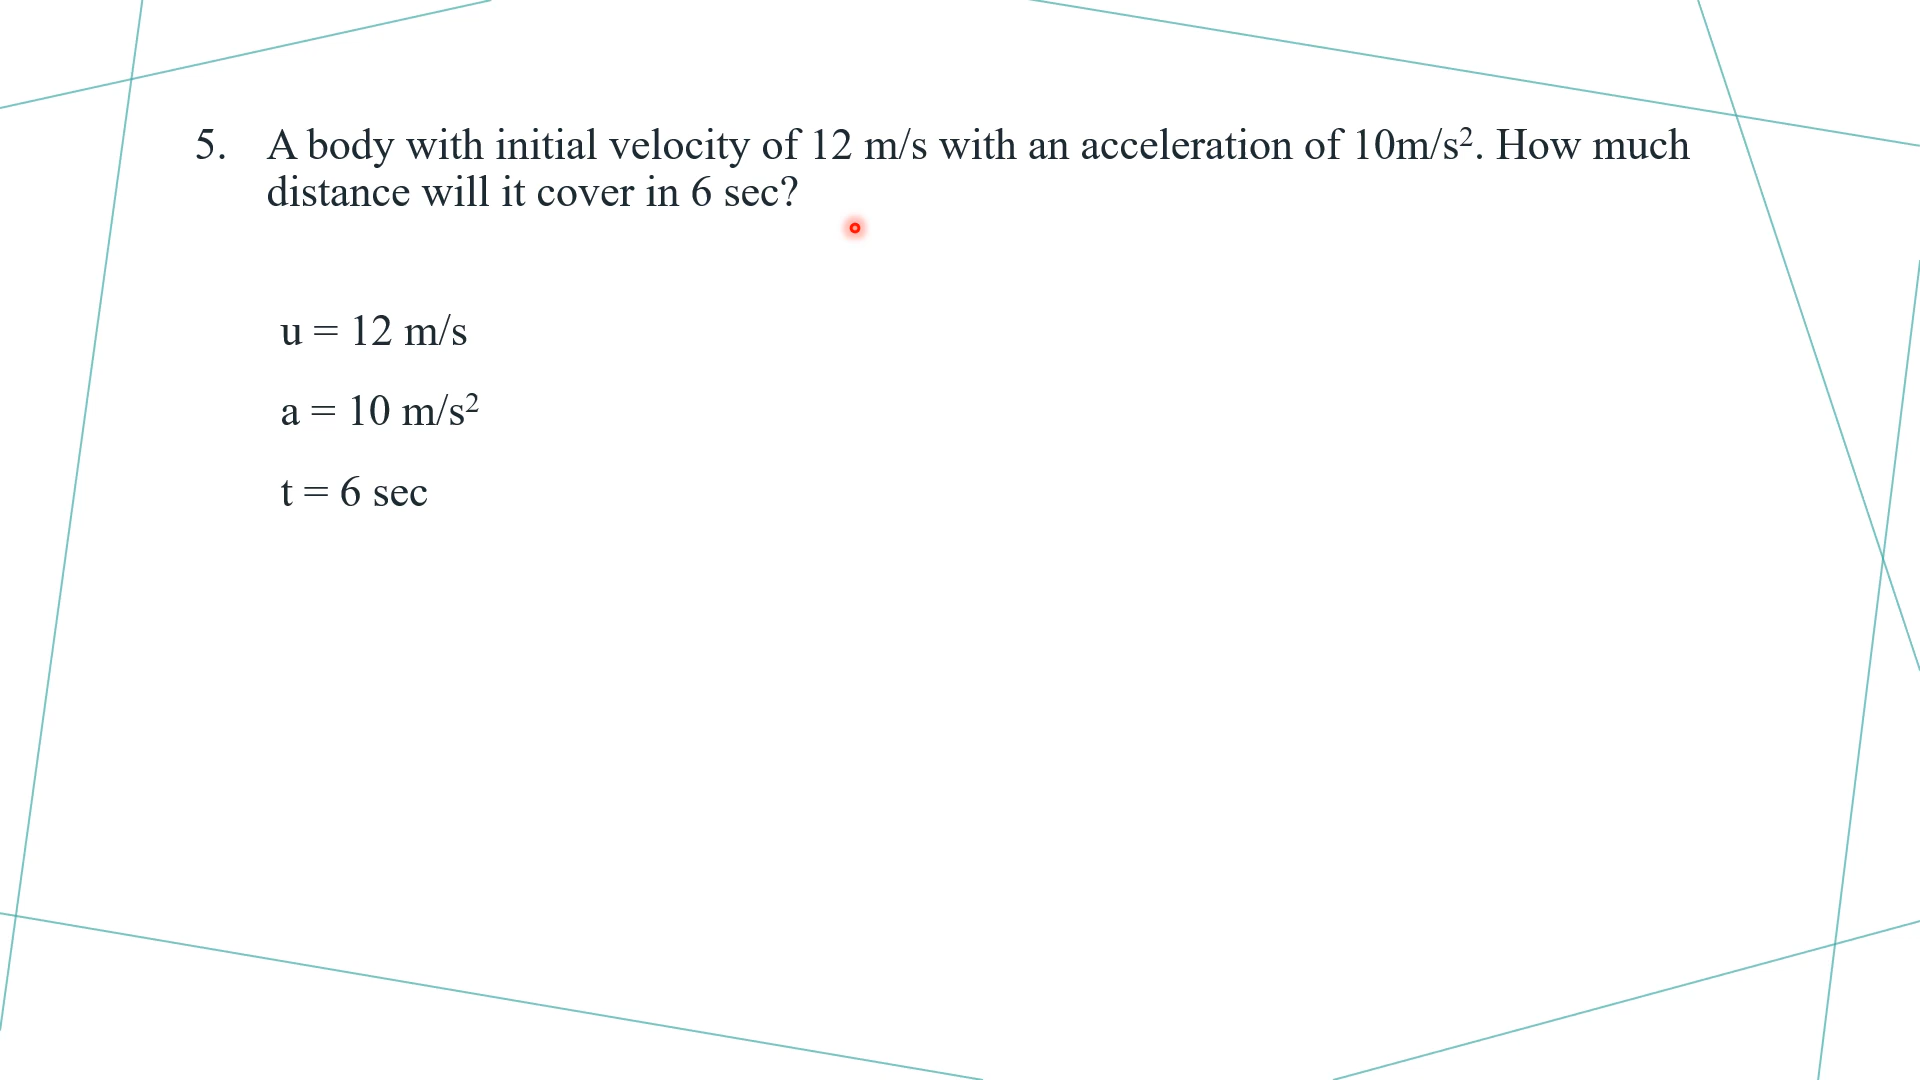 5. A body with initial velocity of 12 m/s with an acceleration of 10m/s². How much
distance will it cover in 6 sec?
u = 12 m/s
a = 10 m/s²
t = 6 sec